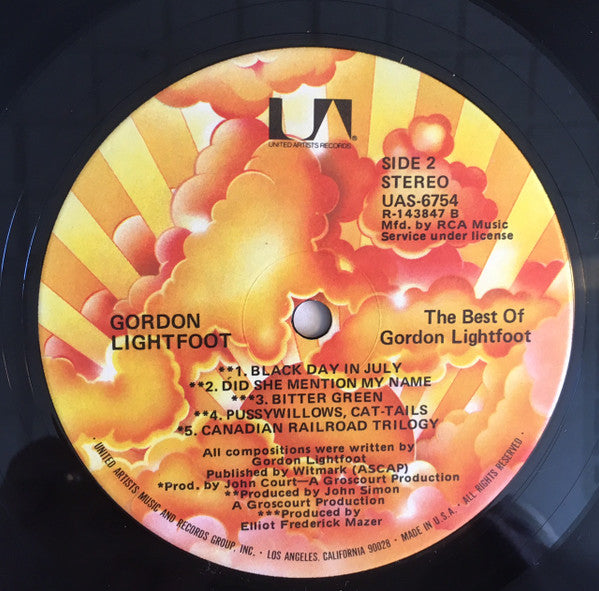 UA
UNITED ARTISTS RECORDS
®
SIDE 2
STEREO
UAS-6754
R-143847 B
Mfd. by RCA Music
Service under license
GORDON
LIGHTFOOT
The Best Of
Gordon Lightfoot
**1. BLACK DAY IN JULY
**2. DID SHE MENTION MY NAME
***3. BITTER GREEN
**4. PUSSYWILLOWS, CAT-TAILS
*5. CANADIAN RAILROAD TRILOGY
All compositions were written by
Gordon Lightfoot
Published by Witmark (ASCAP)
*Prod. by John Court—A Groscourt Production
**Produced by John Simon
A Groscourt Production
***Produced by
Elliot Frederick Mazer
· UNITED ARTISTS MUSIC AND RECORDS GROUP, INC. · LOS ANGELES, CALIFORNIA 90028 · MADE IN U.S.A. · ALL RIGHTS RESERVED ·